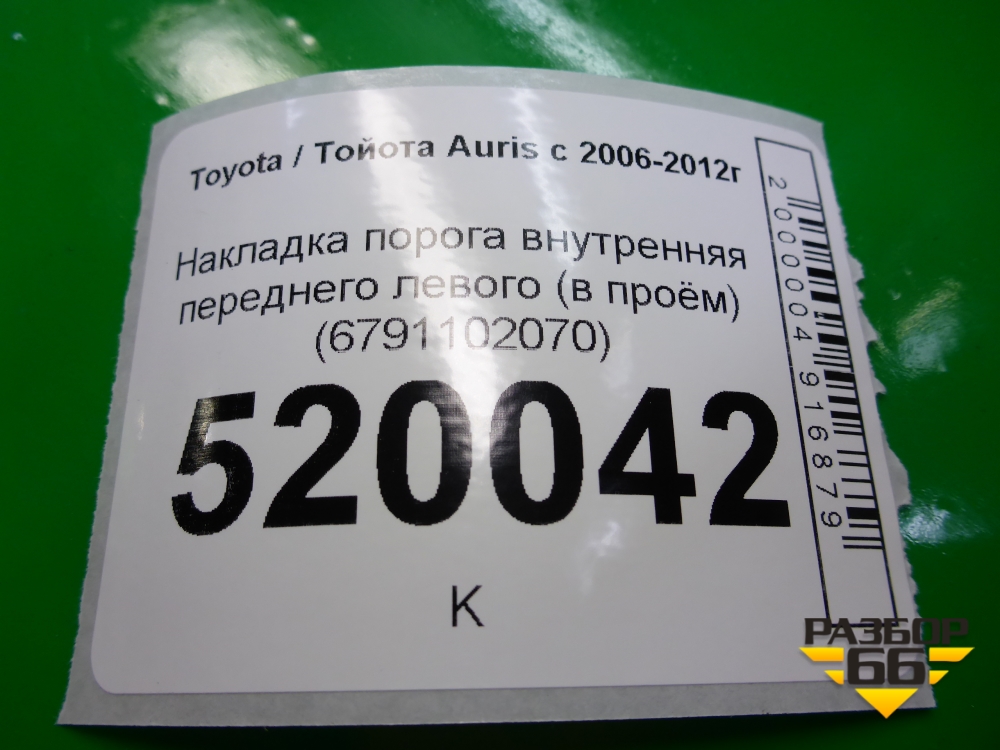 Toyota / Тойота Auris с 2006-2012г
Накладка порога внутренняя
переднего левого (в проём)
(6791102070)
520042
К
2000004916879
РАЗБОР
66